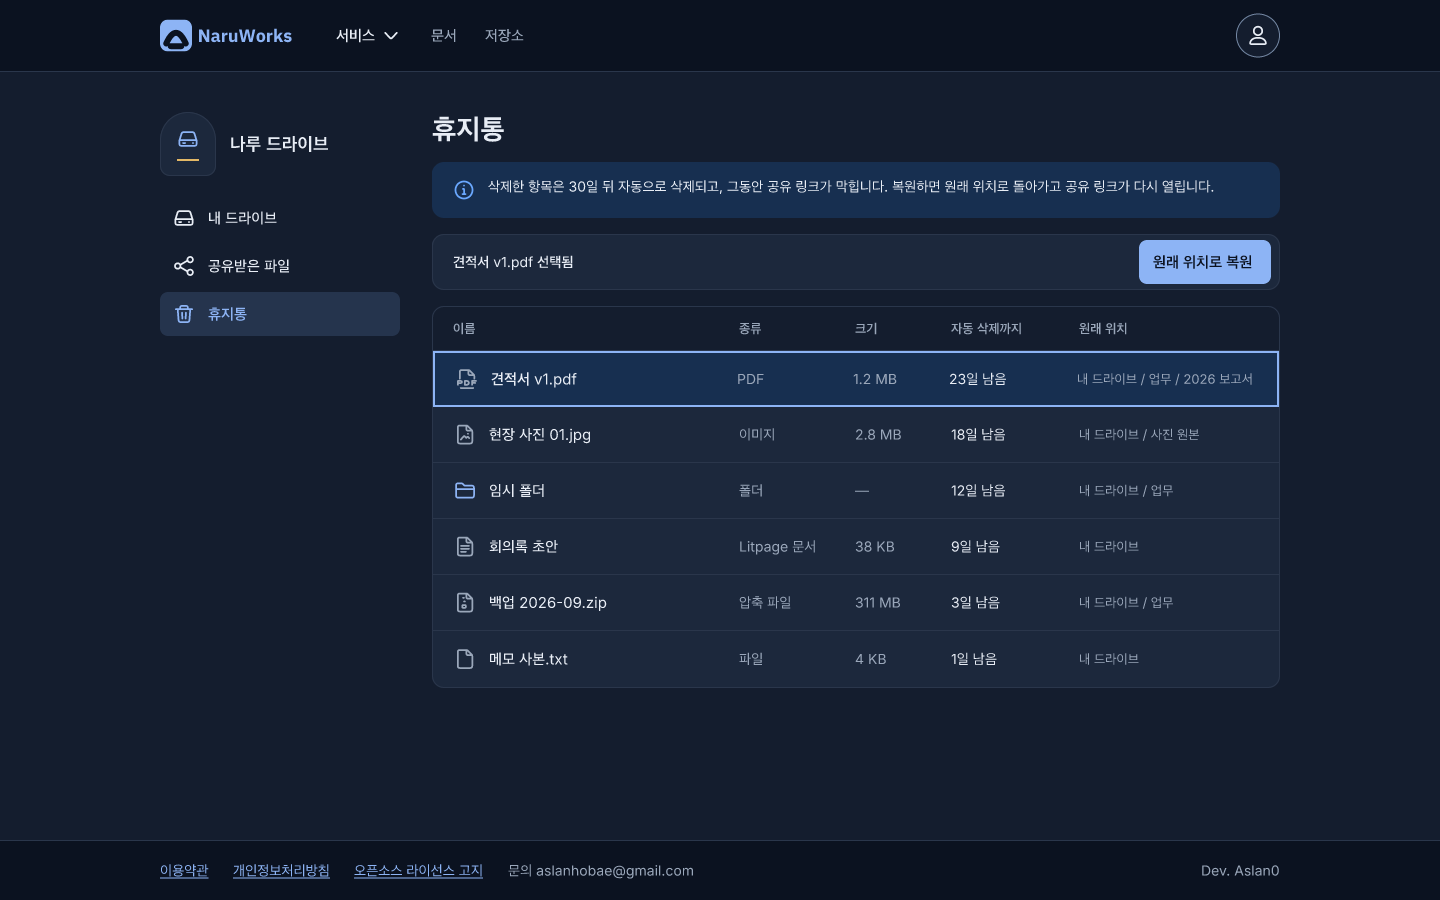 NaruWorks
서비스
문서
저장소
나루 드라이브
내 드라이브
공유받은 파일
휴지통
휴지통
삭제한 항목은 30일 뒤 자동으로 삭제되고, 그동안 공유 링크가 막힙니다. 복원하면 원래 위치로 돌아가고 공유 링크가 다시 열립니다.
견적서 v1.pdf 선택됨
원래 위치로 복원
이름 종류 크기 자동 삭제까지 원래 위치
PDF 견적서 v1.pdf PDF 1.2 MB 23일 남음 내 드라이브 / 업무 / 2026 보고서
현장 사진 01.jpg 이미지 2.8 MB 18일 남음 내 드라이브 / 사진 원본
임시 폴더 폴더 — 12일 남음 내 드라이브 / 업무
회의록 초안 Litpage 문서 38 KB 9일 남음 내 드라이브
백업 2026-09.zip 압축 파일 311 MB 3일 남음 내 드라이브 / 업무
메모 사본.txt 파일 4 KB 1일 남음 내 드라이브
이용약관 개인정보처리방침 오픈소스 라이선스 고지 문의 aslanhobae@gmail.com
Dev. Aslan0